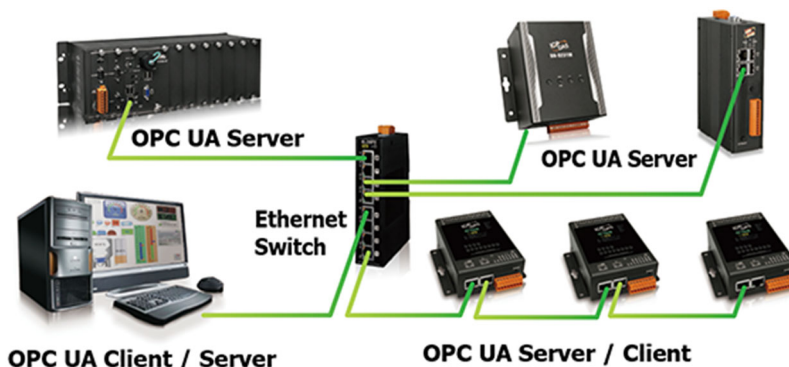 OPC UA Server
OPC UA Server
Ethernet
Switch
OPC UA Client / Server
OPC UA Server / Client